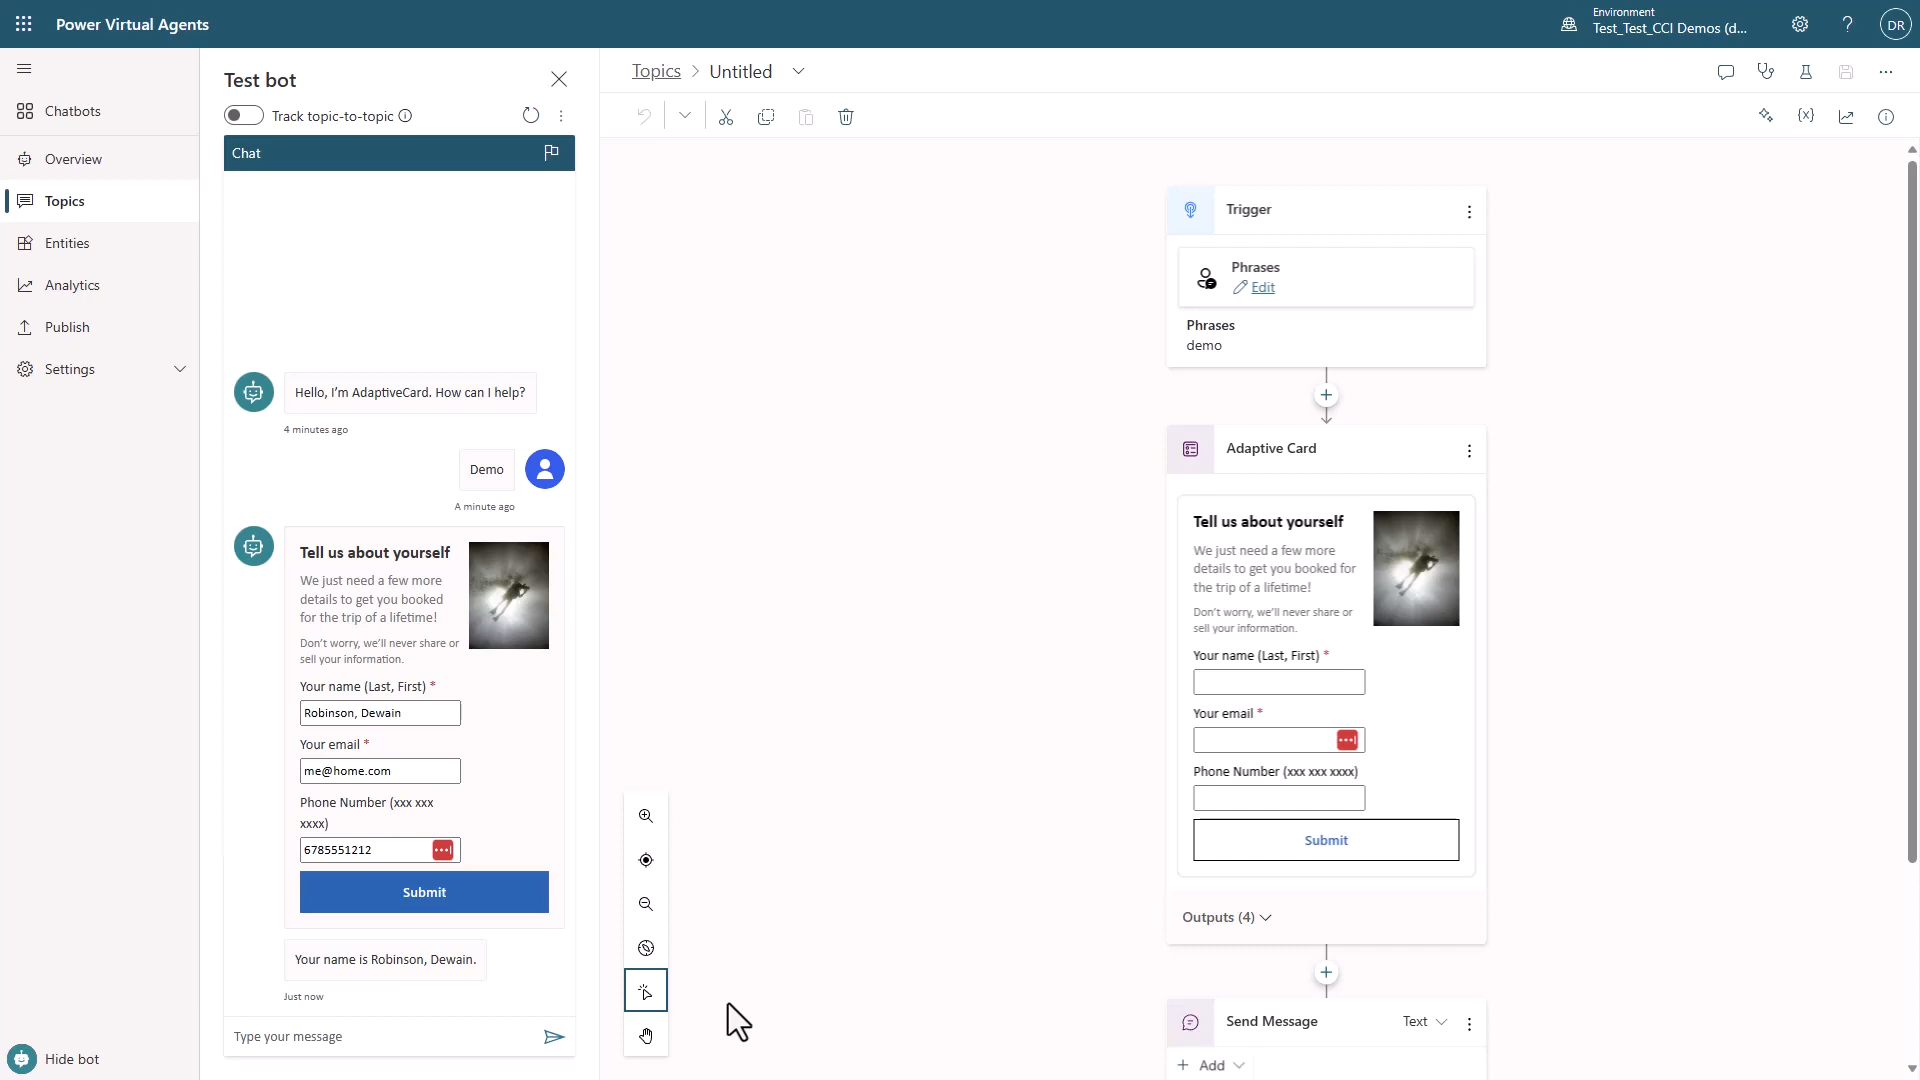 Power Virtual Agents
Environment
Test_Test_CCI Demos (d...
DR
Chatbots
Overview
Topics
Entities
Analytics
Publish
Settings
Hide bot
Test bot
Track topic-to-topic
Chat
Hello, I'm AdaptiveCard. How can I help?
4 minutes ago
Demo
A minute ago
Tell us about yourself
We just need a few more
details to get you booked
for the trip of a lifetime!
Don't worry, we'll never share or
sell your information.
Your name (Last, First) *
Robinson, Dewain
Your email *
me@home.com
Phone Number (xxx xxx
xxxx)
6785551212
Submit
Your name is Robinson, Dewain.
Just now
Type your message
Topics > Untitled
{x}
Trigger
Phrases
Edit
Phrases
demo
Adaptive Card
Tell us about yourself
We just need a few more
details to get you booked for
the trip of a lifetime!
Don't worry, we'll never share or
sell your information.
Your name (Last, First) *
Your email *
Phone Number (xxx xxx xxxx)
Submit
Outputs (4)
Send Message
Text
+ Add